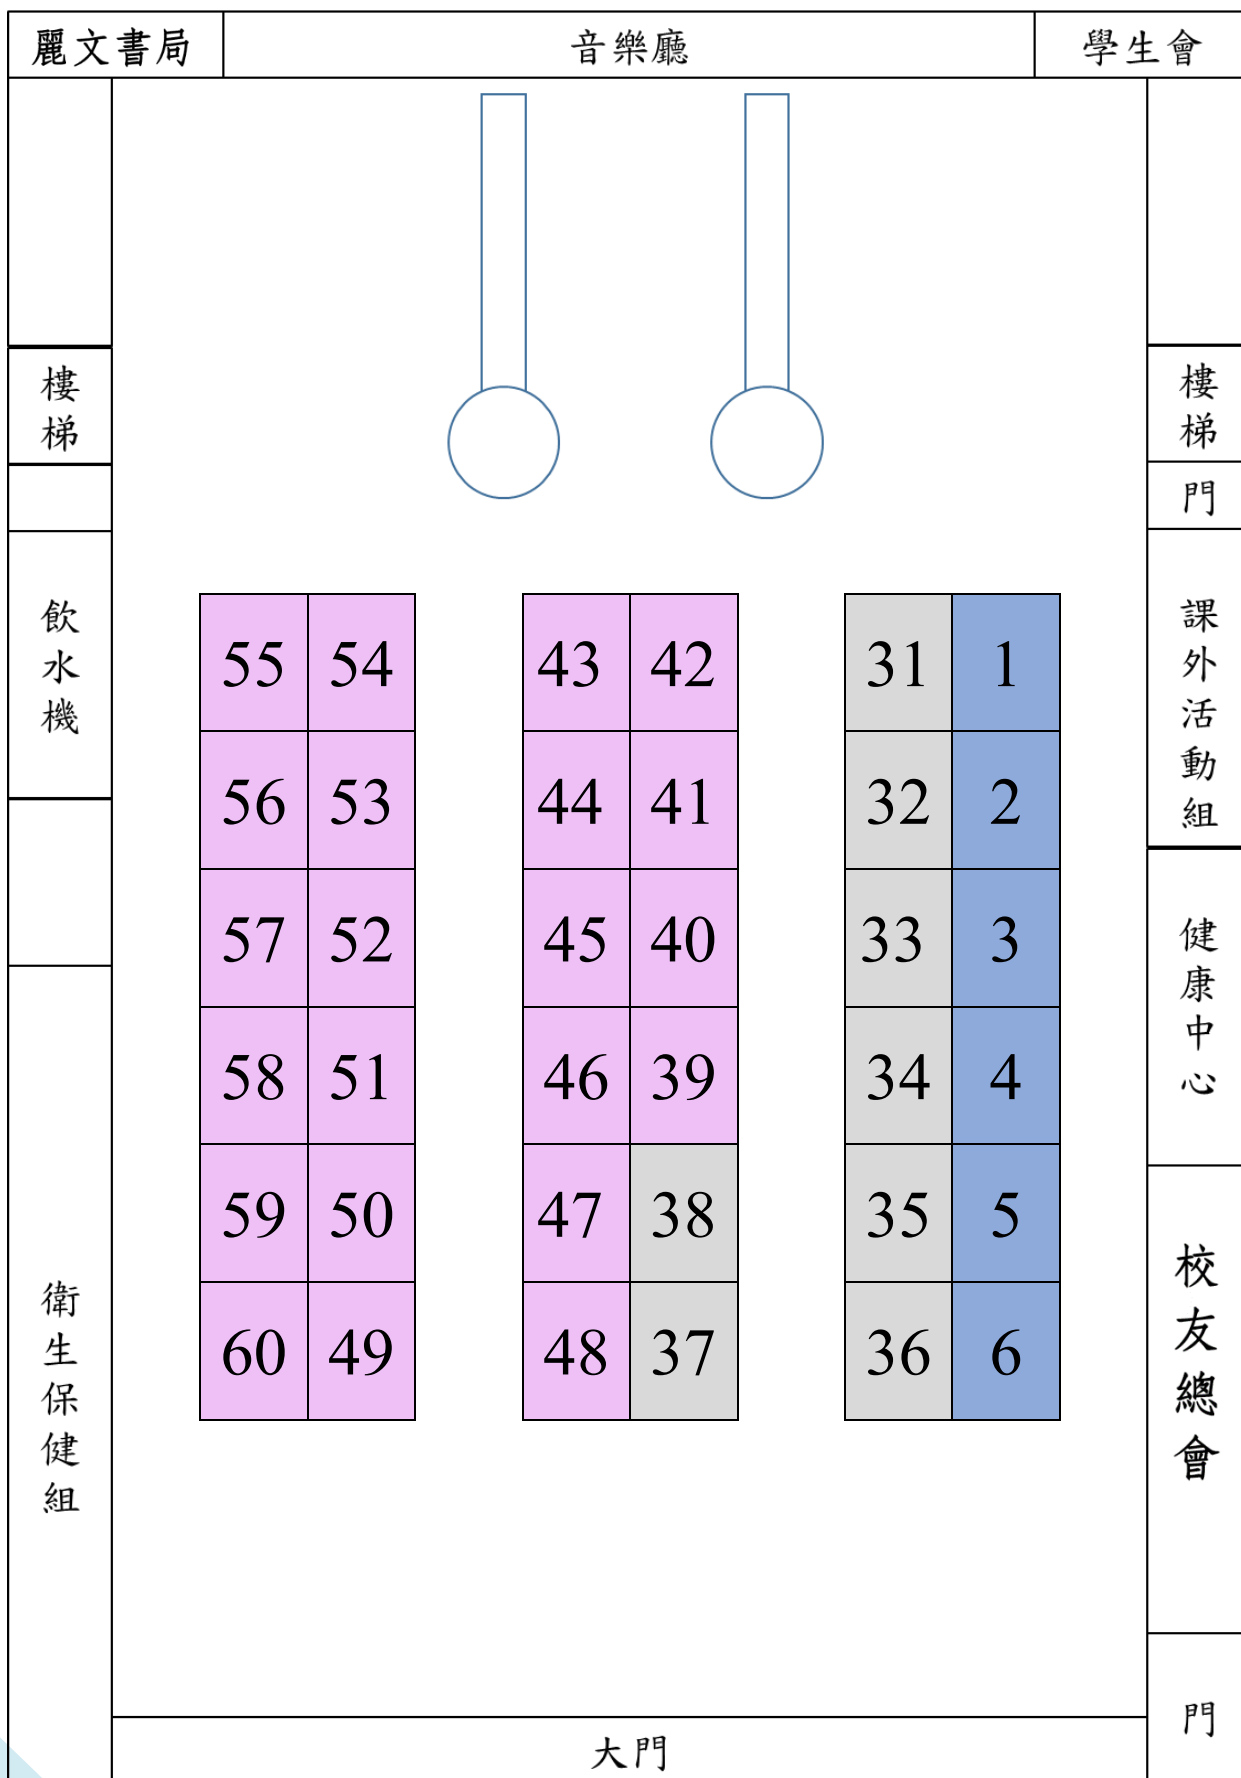 麗文書局
音樂廳
學生會
樓梯
樓梯
門
飲水機
課外活動組
55 54 43 42 31 1
56 53 44 41 32 2
57 52 45 40 33 3
健康中心
58 51 46 39 34 4
59 50 47 38 35 5
60 49 48 37 36 6
衛生保健組
校友總會
門
大門